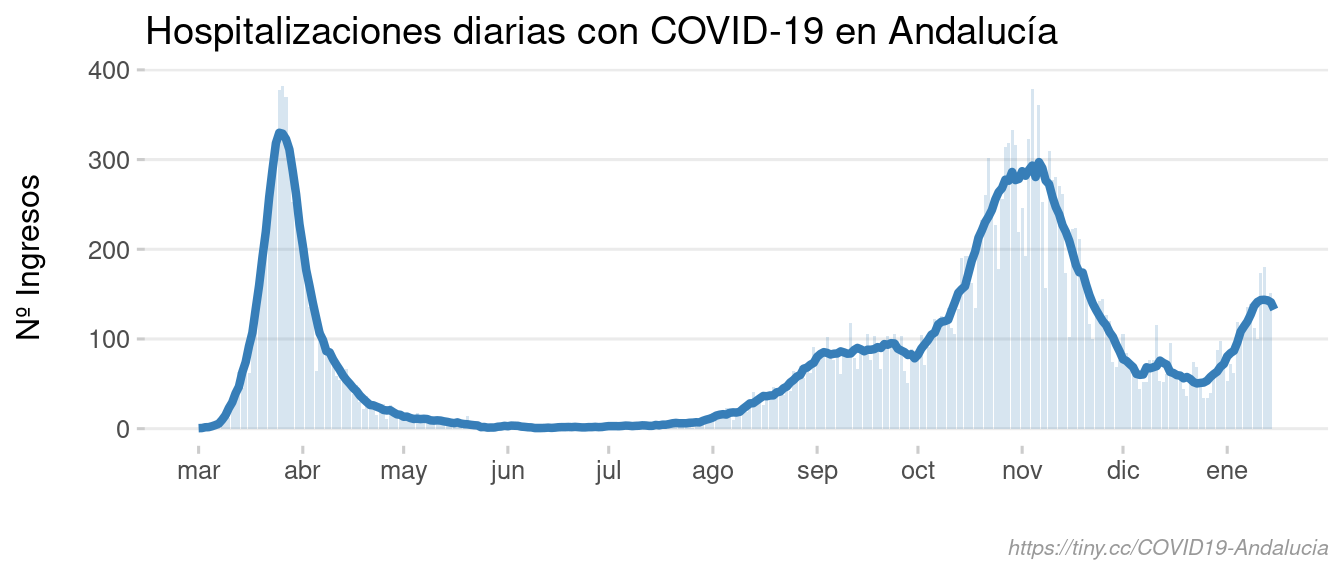 Hospitalizaciones diarias con COVID-19 en Andalucía
Nº Ingresos
400
300
200
100
0
mar abr may jun jul ago sep oct nov dic ene
https://tiny.cc/COVID19-Andalucia